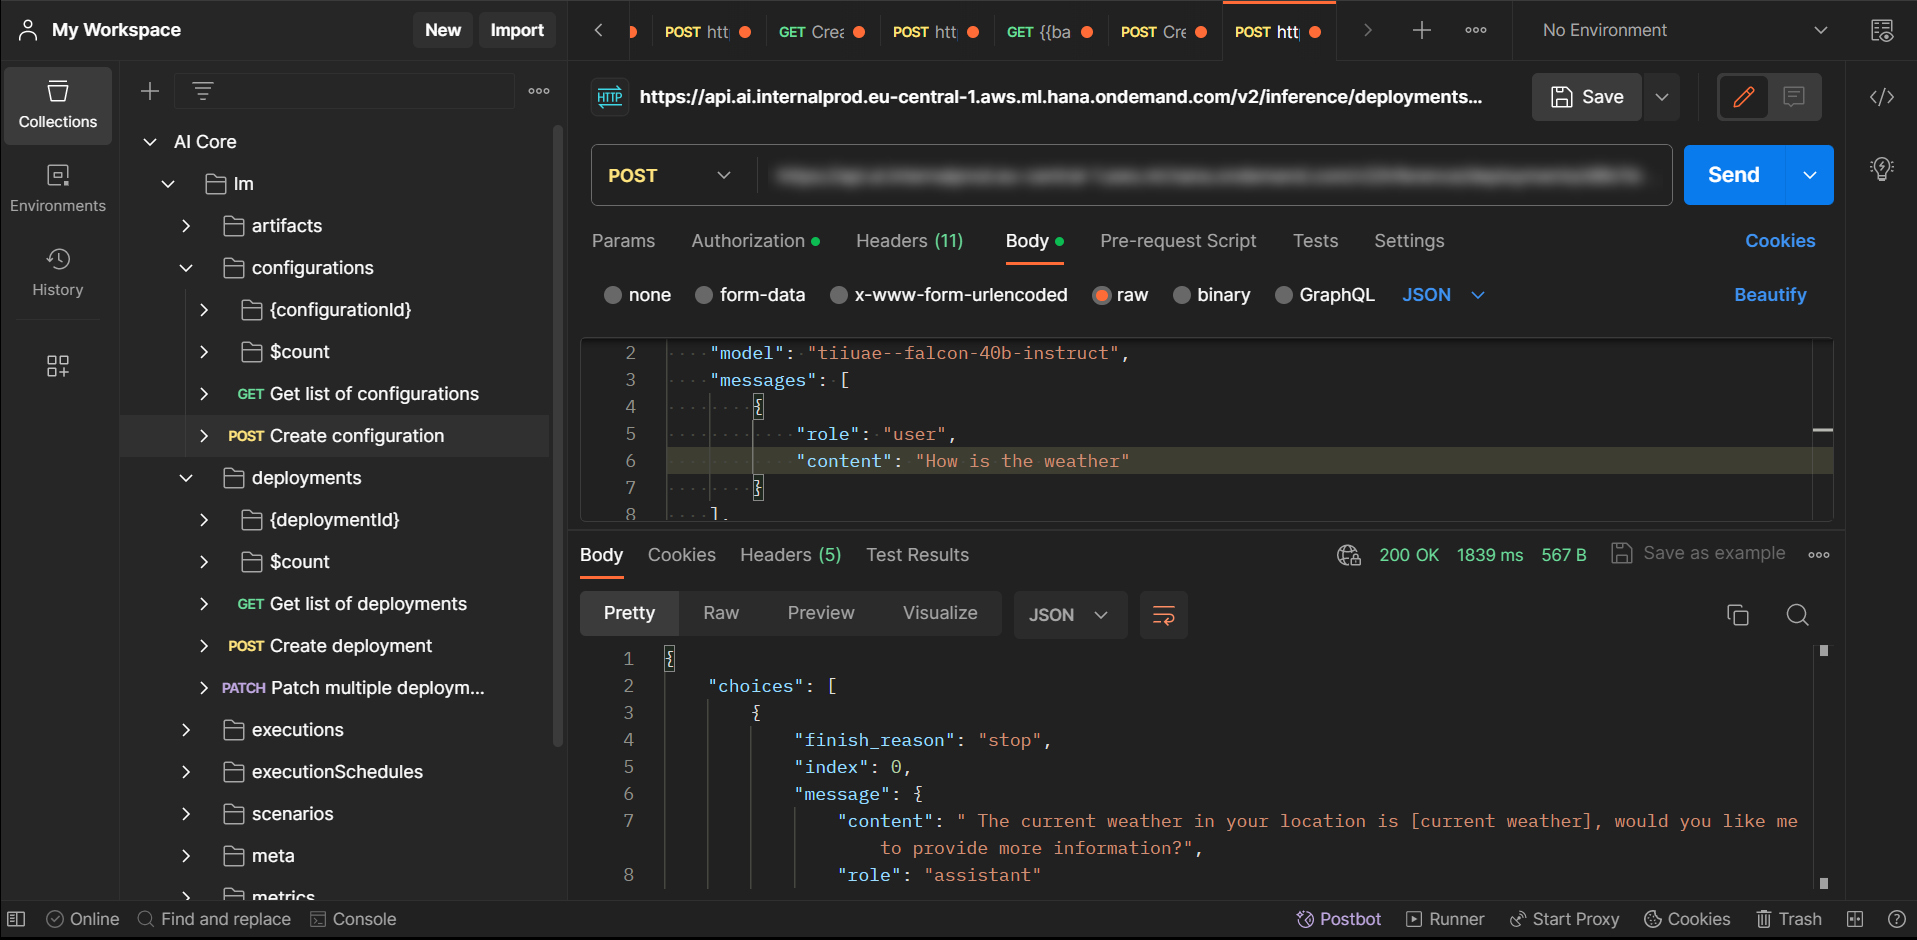 My Workspace
New
Import
POST htt
GET Crea
POST htt
GET {{ba
POST Cre
POST htt
No Environment
Collections
Environments
History
AI Core
lm
artifacts
configurations
{configurationId}
$count
GET Get list of configurations
POST Create configuration
deployments
{deploymentId}
$count
GET Get list of deployments
POST Create deployment
PATCH Patch multiple deploym...
executions
executionSchedules
scenarios
meta
metrics
HTTP https://api.ai.internalprod.eu-central-1.aws.ml.hana.ondemand.com/v2/inference/deployments...
Save
POST
Send
Params Authorization Headers (11) Body Pre-request Script Tests Settings Cookies
none form-data x-www-form-urlencoded raw binary GraphQL JSON Beautify
2 "model": "tiiuae--falcon-40b-instruct",
3 "messages": [
4 {
5 "role": "user",
6 "content": "How is the weather"
7 }
8 ],
Body Cookies Headers (5) Test Results 200 OK 1839 ms 567 B Save as example
Pretty Raw Preview Visualize JSON
1 {
2 "choices": [
3 {
4 "finish_reason": "stop",
5 "index": 0,
6 "message": {
7 "content": " The current weather in your location is [current weather], would you like me
to provide more information?",
8 "role": "assistant"
Online Find and replace Console Postbot Runner Start Proxy Cookies Trash